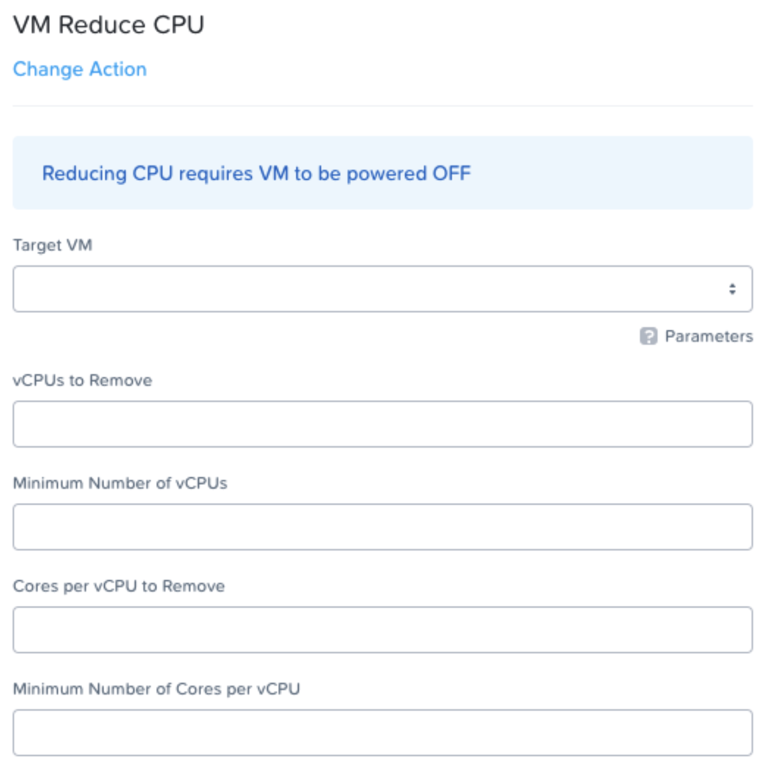 VM Reduce CPU
Change Action
Reducing CPU requires VM to be powered OFF
Target VM
? Parameters
vCPUs to Remove
Minimum Number of vCPUs
Cores per vCPU to Remove
Minimum Number of Cores per vCPU